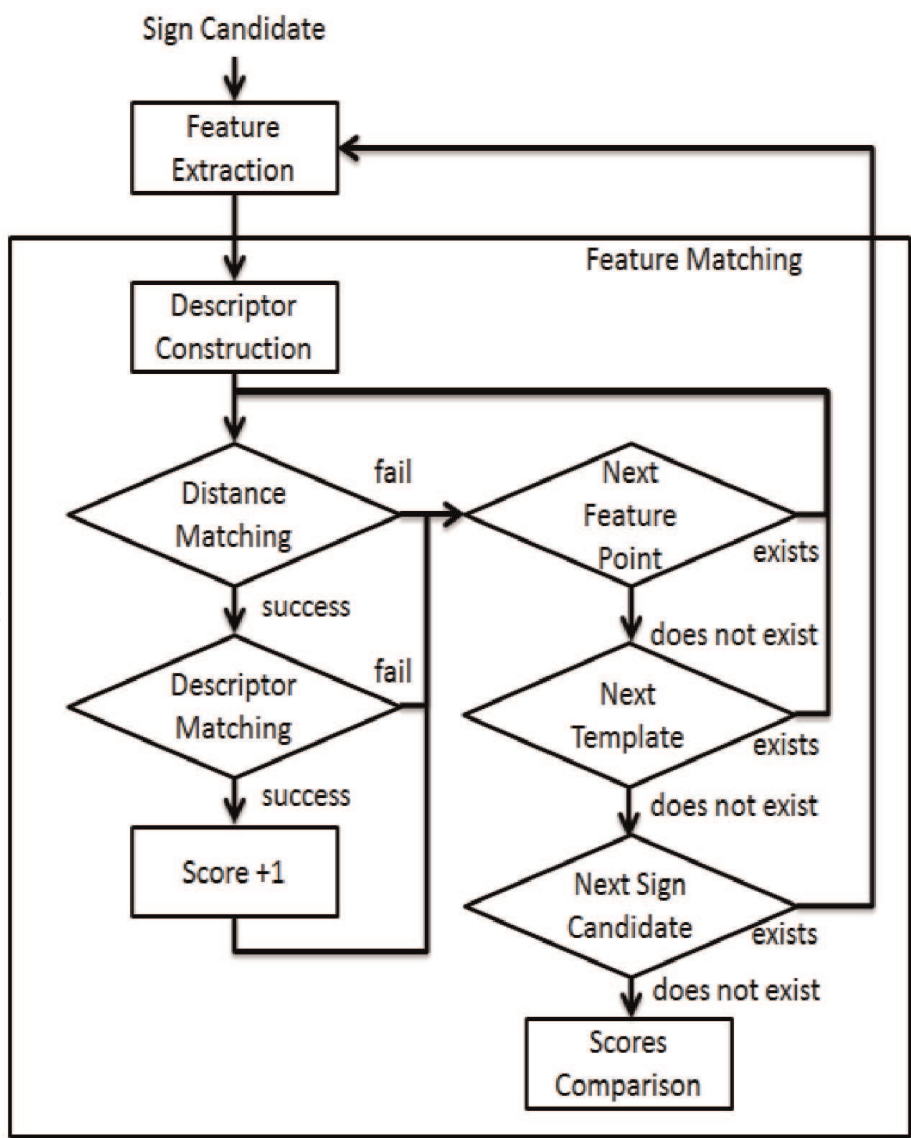 Sign Candidate
Feature
Extraction
Feature Matching
Descriptor
Construction
Distance
Matching
fail
success
Descriptor
Matching
fail
success
Score +1
Next
Feature
Point
exists
does not exist
Next
Template
exists
does not exist
Next Sign
Candidate
exists
does not exist
Scores
Comparison